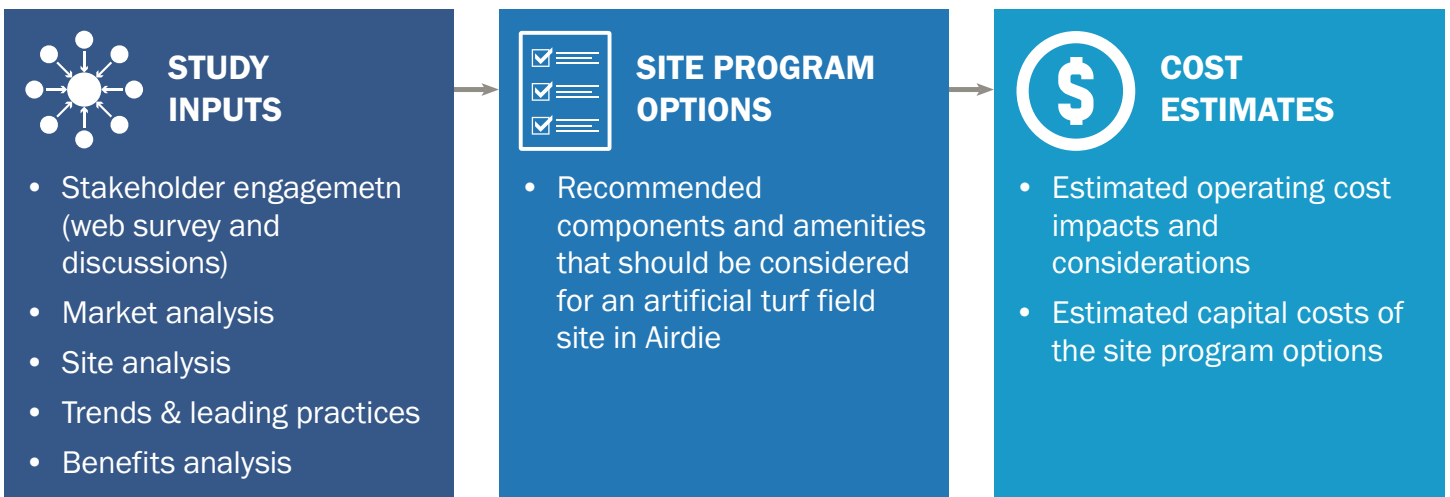 STUDY
INPUTS
• Stakeholder engagemetn
(web survey and
discussions)
• Market analysis
• Site analysis
• Trends & leading practices
• Benefits analysis
SITE PROGRAM
OPTIONS
• Recommended
components and amenities
that should be considered
for an artificial turf field
site in Airdie
$
COST
ESTIMATES
• Estimated operating cost
impacts and
considerations
• Estimated capital costs of
the site program options